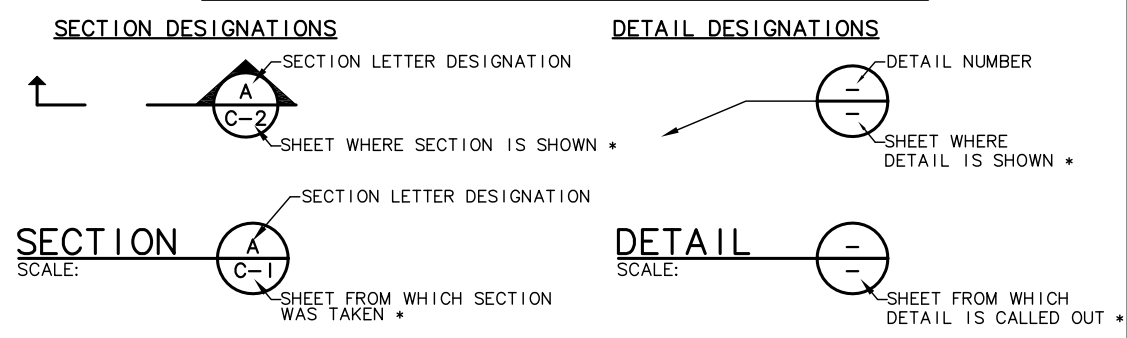 SECTION DESIGNATIONS
SECTION LETTER DESIGNATION
A
C-2
SHEET WHERE SECTION IS SHOWN *
SECTION LETTER DESIGNATION
SECTION
SCALE:
A
C-1
SHEET FROM WHICH SECTION
WAS TAKEN *
DETAIL DESIGNATIONS
DETAIL NUMBER
-
-
SHEET WHERE
DETAIL IS SHOWN *
DETAIL
SCALE:
-
-
SHEET FROM WHICH
DETAIL IS CALLED OUT *